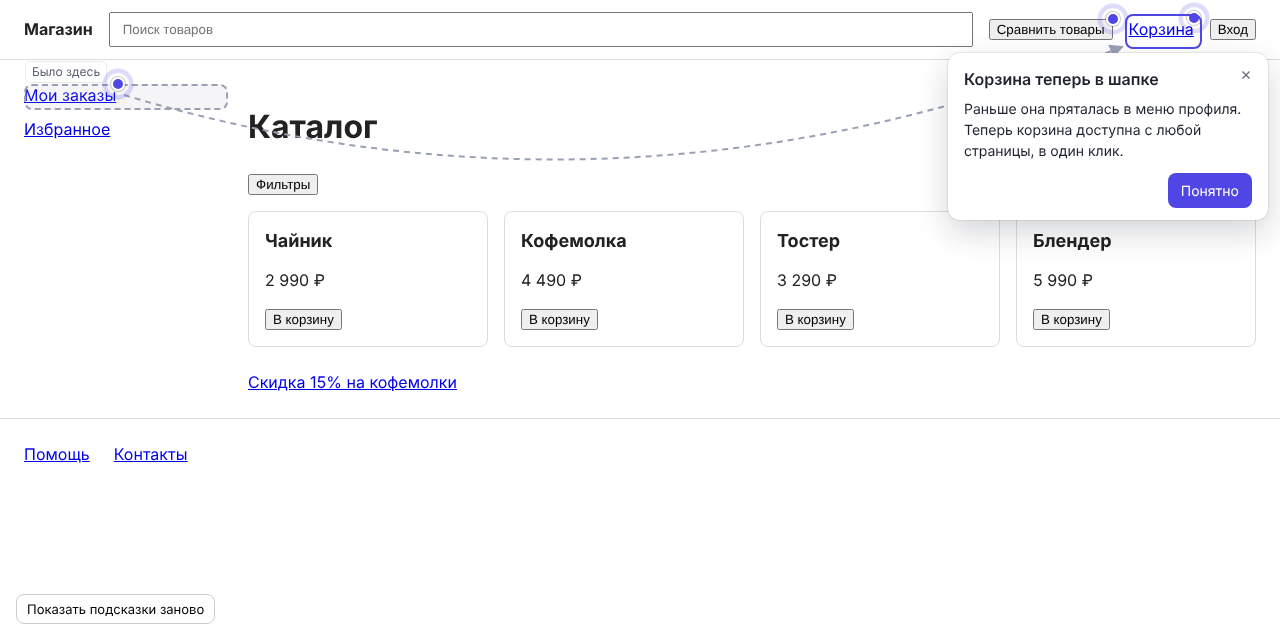 Магазин
Поиск товаров
Сравнить товары
Корзина
Вход
Было здесь
Мои заказы
Избранное
Корзина теперь в шапке
×
Раньше она пряталась в меню профиля.
Теперь корзина доступна с любой
страницы, в один клик.
Понятно
Каталог
Фильтры
Чайник
2 990 ₽
В корзину
Кофемолка
4 490 ₽
В корзину
Тостер
3 290 ₽
В корзину
Блендер
5 990 ₽
В корзину
Скидка 15% на кофемолки
Помощь
Контакты
Показать подсказки заново